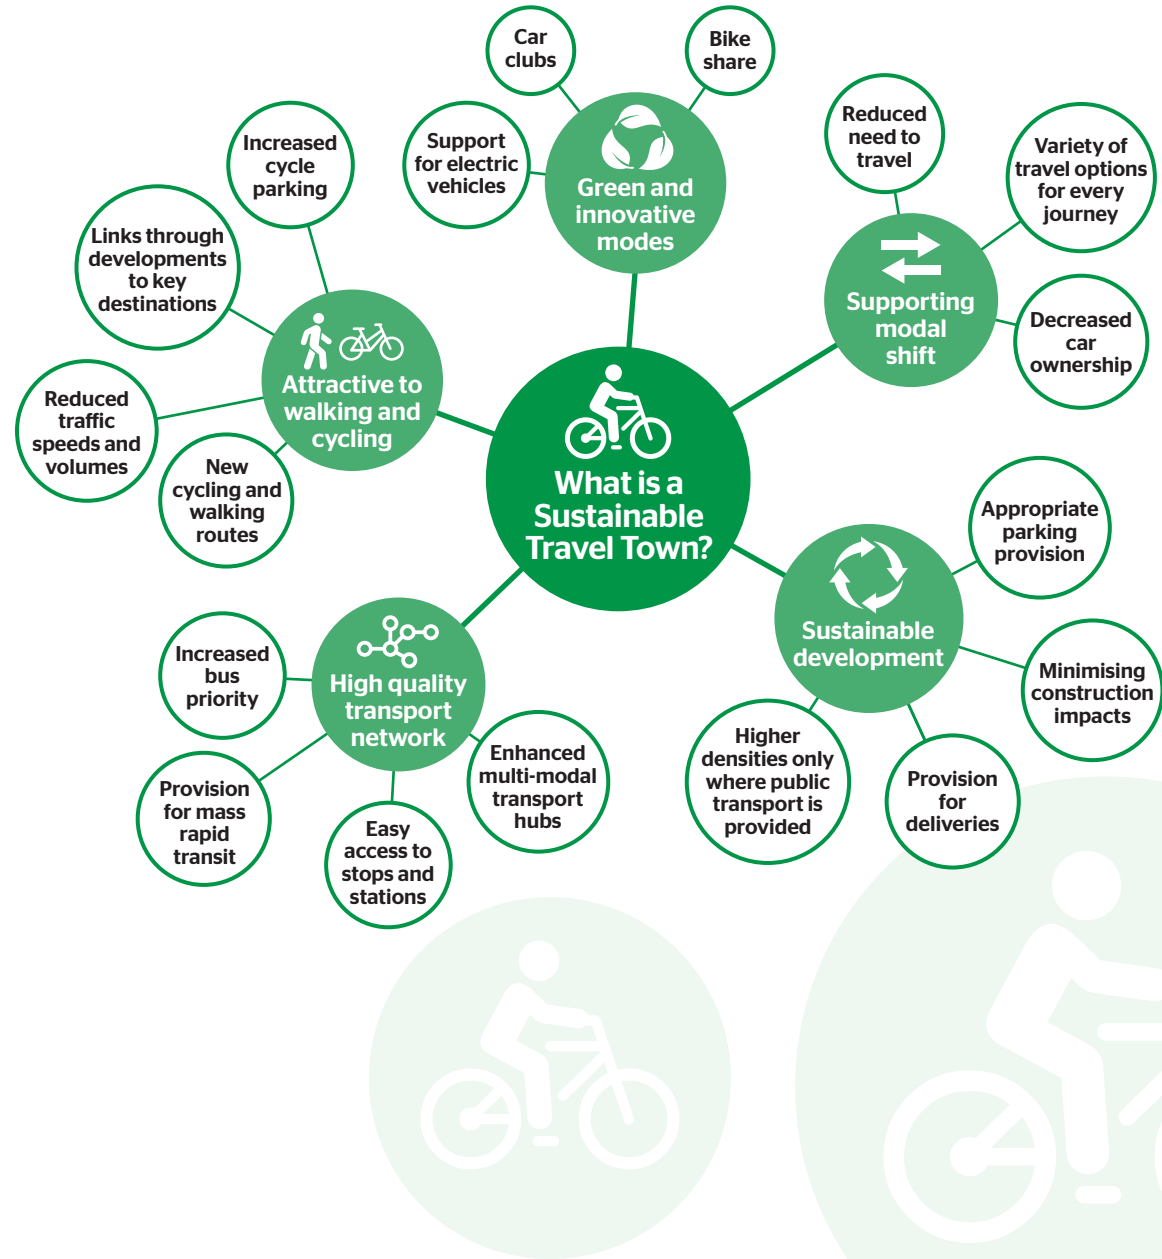 Car
clubs
Bike
share
Support
for electric
vehicles
Green and
innovative
modes
Reduced
need to
travel
Variety of
travel options
for every
journey
Supporting
modal
shift
Decreased
car
ownership
Increased
cycle
parking
Links through
developments
to key
destinations
Attractive to
walking and
cycling
Reduced
traffic
speeds and
volumes
New
cycling and
walking
routes
What is a
Sustainable
Travel Town?
Appropriate
parking
provision
Sustainable
development
Minimising
construction
impacts
Higher
densities only
where public
transport is
provided
Provision
for
deliveries
Increased
bus
priority
High quality
transport
network
Provision
for mass
rapid
transit
Easy
access to
stops and
stations
Enhanced
multi-modal
transport
hubs